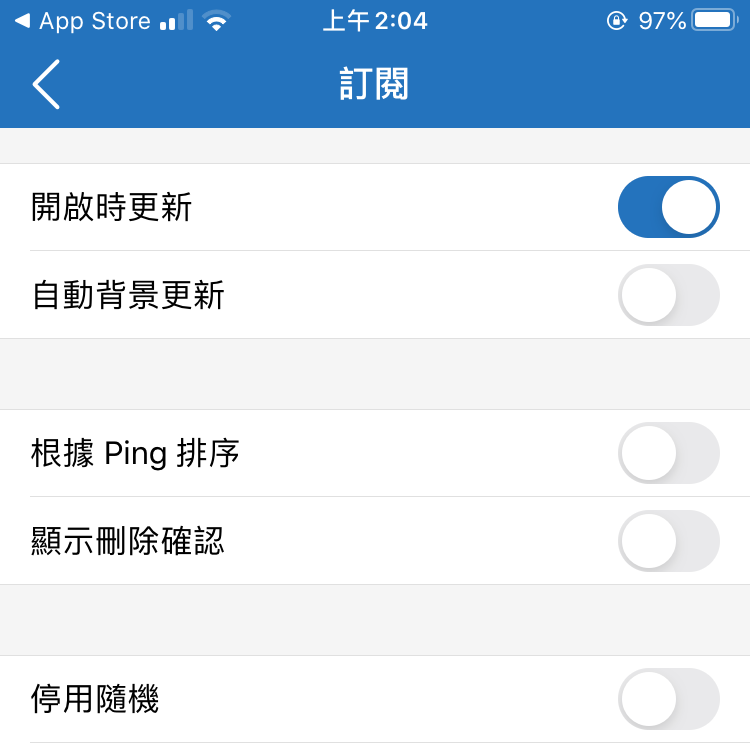 App Store 上午2:04 97%
訂閱
開啟時更新
自動背景更新
根據 Ping 排序
顯示刪除確認
停用隨機